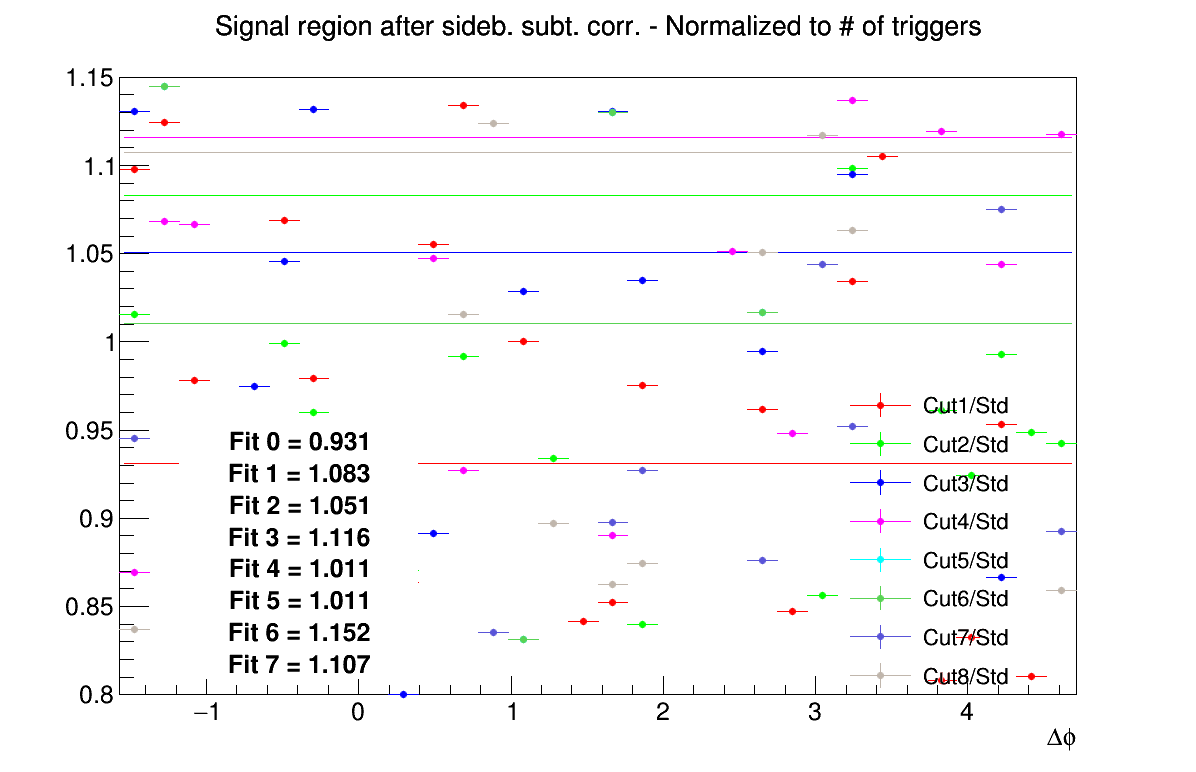 Signal region after sideb. subt. corr. - Normalized to # of triggers
1.15
1.1
1.05
1
0.95
0.9
0.85
0.8
Fit 0 = 0.931
Fit 1 = 1.083
Fit 2 = 1.051
Fit 3 = 1.116
Fit 4 = 1.011
Fit 5 = 1.011
Fit 6 = 1.152
Fit 7 = 1.107
Cut1/Std
Cut2/Std
Cut3/Std
Cut4/Std
Cut5/Std
Cut6/Std
Cut7/Std
Cut8/Std
−1 0 1 2 3 4
Δϕ